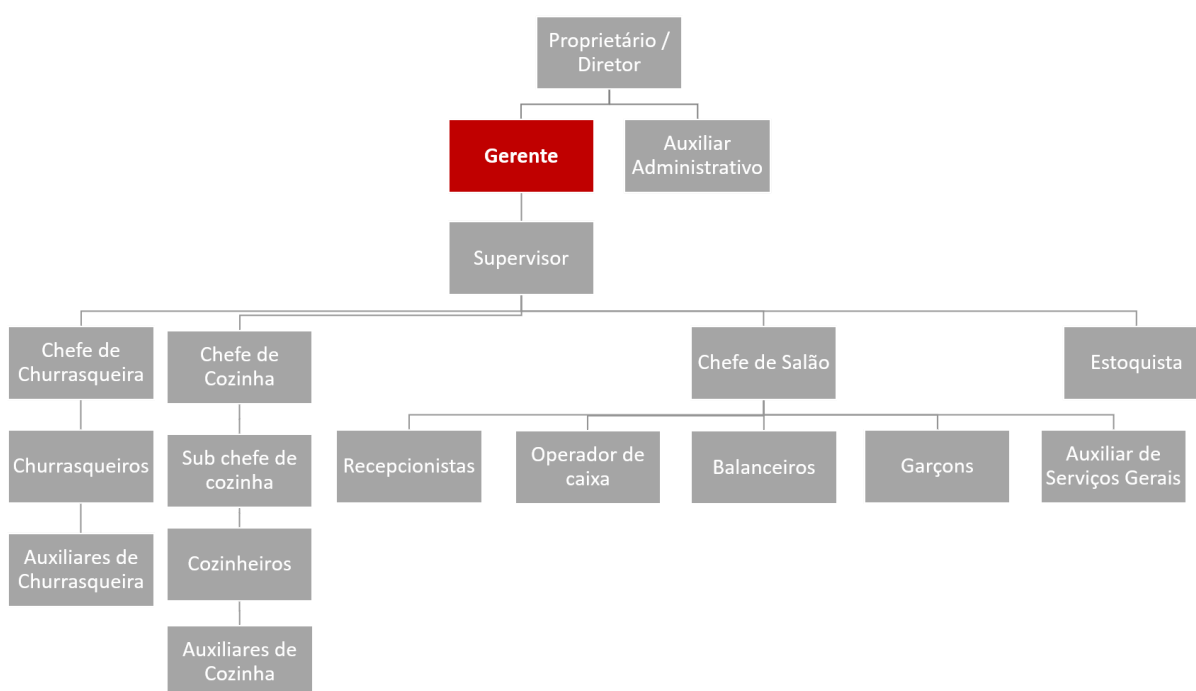 Proprietário /
Diretor
Gerente
Auxiliar
Administrativo
Supervisor
Chefe de
Churrasqueira
Chefe de
Cozinha
Chefe de Salão
Estoquista
Churrasqueiros
Sub chefe de
cozinha
Recepcionistas
Operador de
caixa
Balanceiros
Garçons
Auxiliar de
Serviços Gerais
Auxiliares de
Churrasqueira
Cozinheiros
Auxiliares de
Cozinha